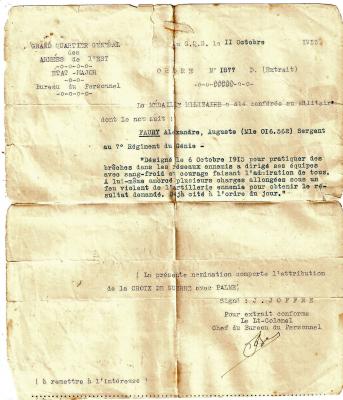 GRAND QUARTIER GÉNÉRAL
des
ARMEES DE L'EST
-o-o-o-o-
ETAT-MAJOR
-o-o-o-o-
Bureau du Personnel
au G.Q.G. le 11 Octobre 1915.
O R D R E N° 1877 D. (Extrait)
La MEDAILLE MILITAIRE a été conférée au militaire
dont le nom suit :
FAURY Alexandre, Auguste (Mle 016.362) Sergent
au 7° Régiment du Génie -
"Désigné le 6 Octobre 1915 pour pratiquer des
brèches dans les réseaux ennemis a dirigé ses équipes
avec sang-froid et courage faisant l'admiration de tous.
A lui-même amorcé plusieurs charges allongées sous un
feu violent de l'artillerie ennemie pour obtenir le ré-
sultat demandé. Déjà cité à l'ordre du jour."
( La présente nomination comporte l'attribution
de la CROIX DE GUERRE avec PALME)
Signé : J. JOFFRE
Pour extrait conforme
Le Lt-Colonel
Chef du Bureau du Personnel
( à remettre à l'intéressé )